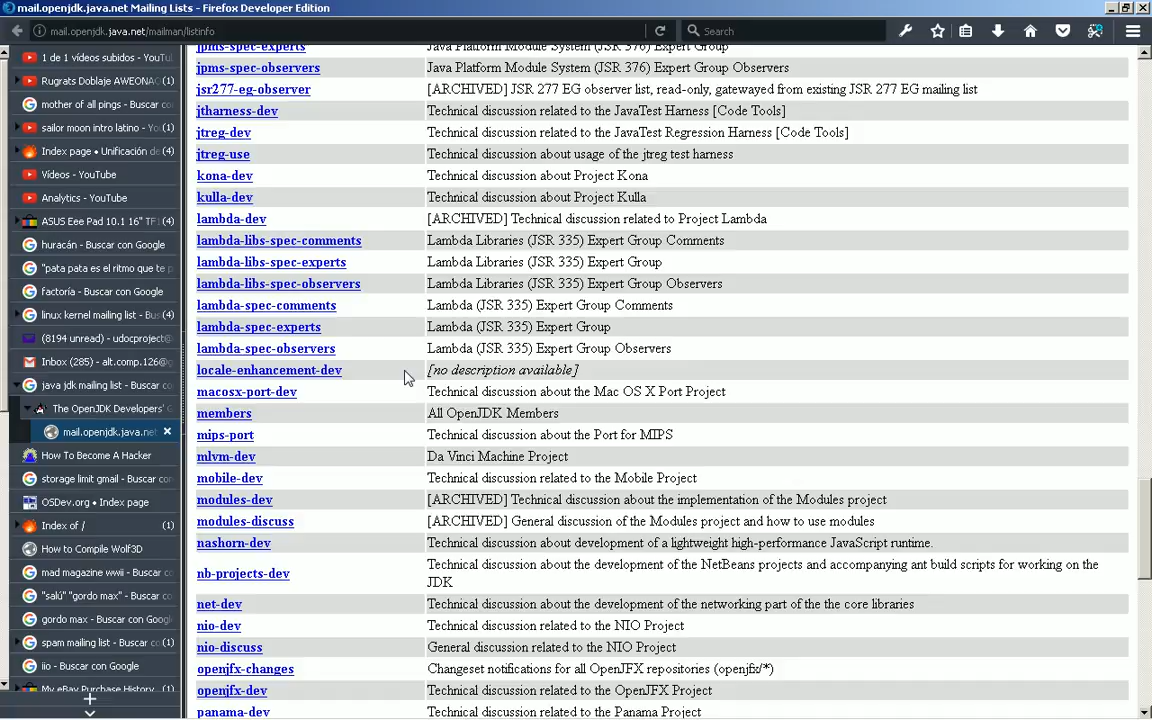 mail.openjdk.java.net Mailing Lists - Firefox Developer Edition
mail.openjdk.java.net/mailman/listinfo
Search
1 de 1 vídeos subidos - YouTu
Rugrats Doblaje AWEONAC (1)
mother of all pings - Buscar
sailor moon intro latino - Yo (1)
Index page • Unificación de (4)
Vídeos - YouTube
Analytics - YouTube
ASUS Eee Pad 10.1 16" TF1 (4)
huracán - Buscar con Google
"pata pata es el ritmo que te p
factoría - Buscar con Google
linux kernel mailing list - (4)
(8194 unread) - udocproject@
Inbox (285) - alt.comp.126@g
java jdk mailing list - Buscar c
The OpenJDK Developers' G
mail.openjdk.java.net
How To Become A Hacker
storage limit gmail - Buscar co
OSDev.org • Index page
Index of / (1)
How to Compile Wolf3D
mad magazine wwii - Buscar co
"salú" "gordo max" - Buscar co
gordo max - Buscar con Google
spam mailing list - Buscar c (1)
iio - Buscar con Google
My eBay Purchase History (1)
jpms-spec-experts Java Platform Module System (JSR 376) Expert Group
jpms-spec-observers Java Platform Module System (JSR 376) Expert Group Observers
jsr277-eg-observer [ARCHIVED] JSR 277 EG observer list, read-only, gatewayed from existing JSR 277 EG mailing list
jtharness-dev Technical discussion related to the JavaTest Harness [Code Tools]
jtreg-dev Technical discussion related to the JavaTest Regression Harness [Code Tools]
jtreg-use Technical discussion about usage of the jtreg test harness
kona-dev Technical discussion about Project Kona
kulla-dev Technical discussion about Project Kulla
lambda-dev [ARCHIVED] Technical discussion related to Project Lambda
lambda-libs-spec-comments Lambda Libraries (JSR 335) Expert Group Comments
lambda-libs-spec-experts Lambda Libraries (JSR 335) Expert Group
lambda-libs-spec-observers Lambda Libraries (JSR 335) Expert Group Observers
lambda-spec-comments Lambda (JSR 335) Expert Group Comments
lambda-spec-experts Lambda (JSR 335) Expert Group
lambda-spec-observers Lambda (JSR 335) Expert Group Observers
locale-enhancement-dev [no description available]
macosx-port-dev Technical discussion about the Mac OS X Port Project
members All OpenJDK Members
mips-port Technical discussion about the Port for MIPS
mlvm-dev Da Vinci Machine Project
mobile-dev Technical discussion related to the Mobile Project
modules-dev [ARCHIVED] Technical discussion about the implementation of the Modules project
modules-discuss [ARCHIVED] General discussion of the Modules project and how to use modules
nashorn-dev Technical discussion about development of a lightweight high-performance JavaScript runtime.
nb-projects-dev Technical discussion about the development of the NetBeans projects and accompanying ant build scripts for working on the
JDK
net-dev Technical discussion about the development of the networking part of the the core libraries
nio-dev Technical discussion related to the NIO Project
nio-discuss General discussion related to the NIO Project
openjfx-changes Changeset notifications for all OpenJFX repositories (openjfx/*)
openjfx-dev Technical discussion related to the OpenJFX Project
panama-dev Technical discussion related to the Panama Project